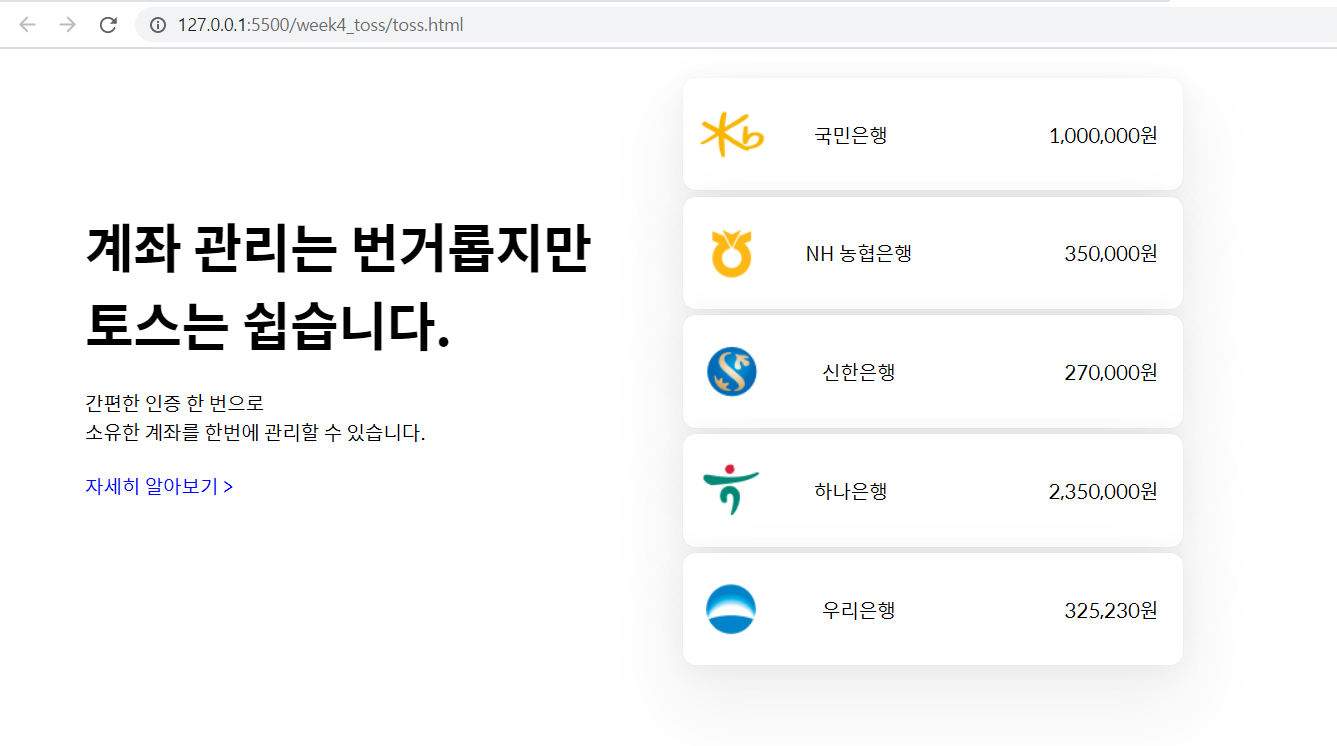 127.0.0.1:5500/week4_toss/toss.html
계좌 관리는 번거롭지만
토스는 쉽습니다.
간편한 인증 한 번으로
소유한 계좌를 한번에 관리할 수 있습니다.
자세히 알아보기 >
국민은행 1,000,000원
NH 농협은행 350,000원
신한은행 270,000원
하나은행 2,350,000원
우리은행 325,230원